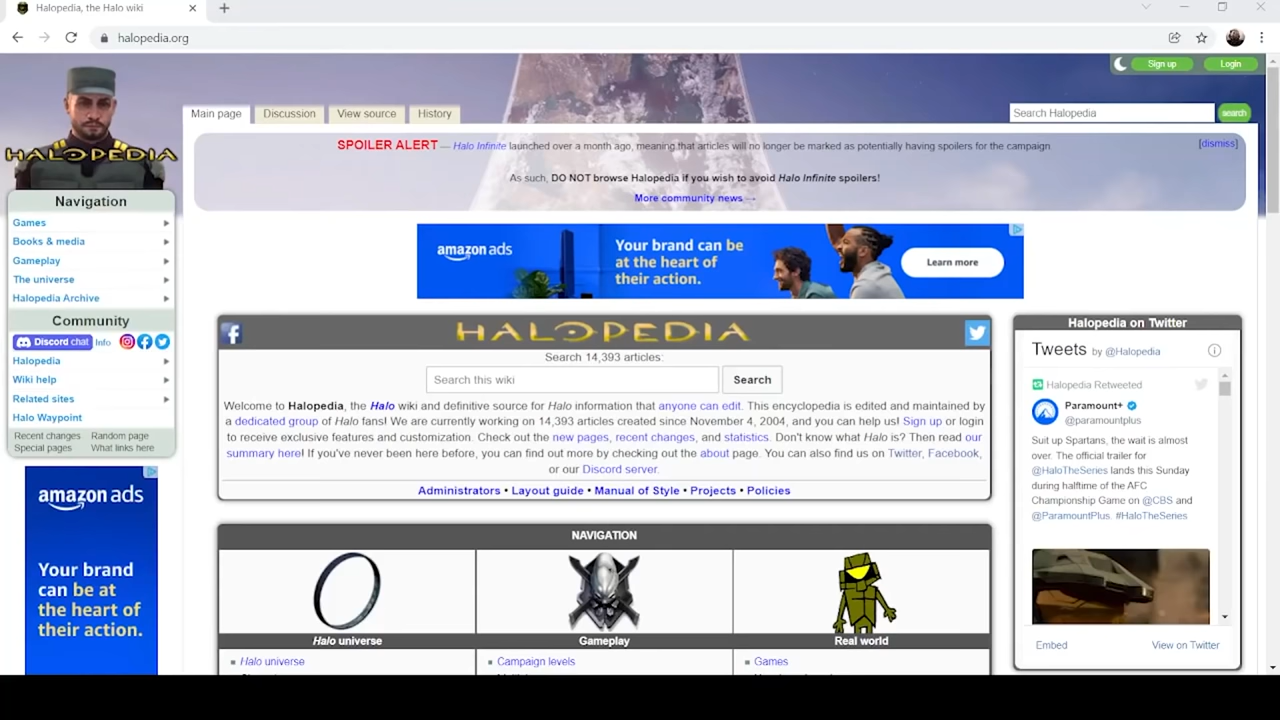 Halopedia, the Halo wiki
halopedia.org
Sign up
Login
HALOPEDIA
Main page
Discussion
View source
History
Search Halopedia
search
SPOILER ALERT — Halo Infinite launched over a month ago, meaning that articles will no longer be marked as potentially having spoilers for the campaign
[dismiss]
As such, DO NOT browse Halopedia if you wish to avoid Halo Infinite spoilers!
More community news →
Navigation
Games
Books & media
Gameplay
The universe
Halopedia Archive
Community
Discord chat Info
Halopedia
Wiki help
Related sites
Halo Waypoint
Recent changes Random page
Special pages What links here
amazon ads
Your brand
can be at
the heart of
their action.
amazon ads
Your brand can be
at the heart of
their action.
Learn more
HALOPEDIA
Search 14,393 articles:
Search this wiki
Search
Welcome to Halopedia, the Halo wiki and definitive source for Halo information that anyone can edit. This encyclopedia is edited and maintained
by a dedicated group of Halo fans! We are currently working on 14,393 articles created since November 4, 2004, and you can help us! Sign up or login
to receive exclusive features and customization. Check out the new pages, recent changes, and statistics. Don't know what Halo is? Then read our
summary here! If you've never been here before, you can find out more by checking out the about page. You can also find us on Twitter, Facebook,
or our Discord server.
Administrators • Layout guide • Manual of Style • Projects • Policies
NAVIGATION
Halo universe
Gameplay
Real world
Halo universe
Campaign levels
Games
Halopedia on Twitter
Tweets by @Halopedia
Halopedia Retweeted
Paramount+
@paramountplus
Suit up Spartans, the wait is almost
over. The official trailer for
@HaloTheSeries lands this Sunday
during halftime of the AFC
Championship Game on @CBS and
@ParamountPlus. #HaloTheSeries
Embed
View on Twitter